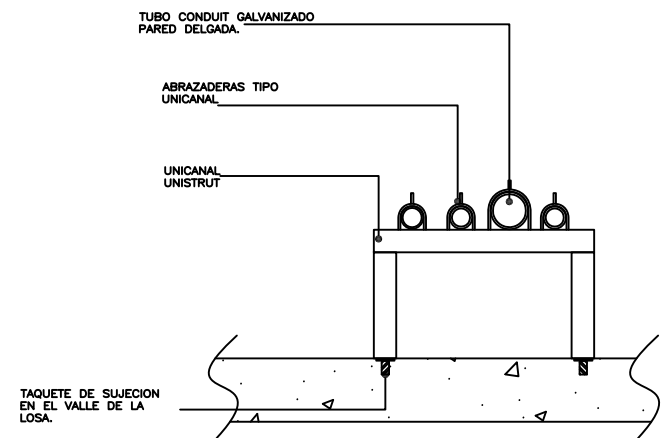 TUBO CONDUIT GALVANIZADO
PARED DELGADA.
ABRAZADERAS TIPO
UNICANAL
UNICANAL
UNISTRUT
TAQUETE DE SUJECION
EN EL VALLE DE LA
LOSA.